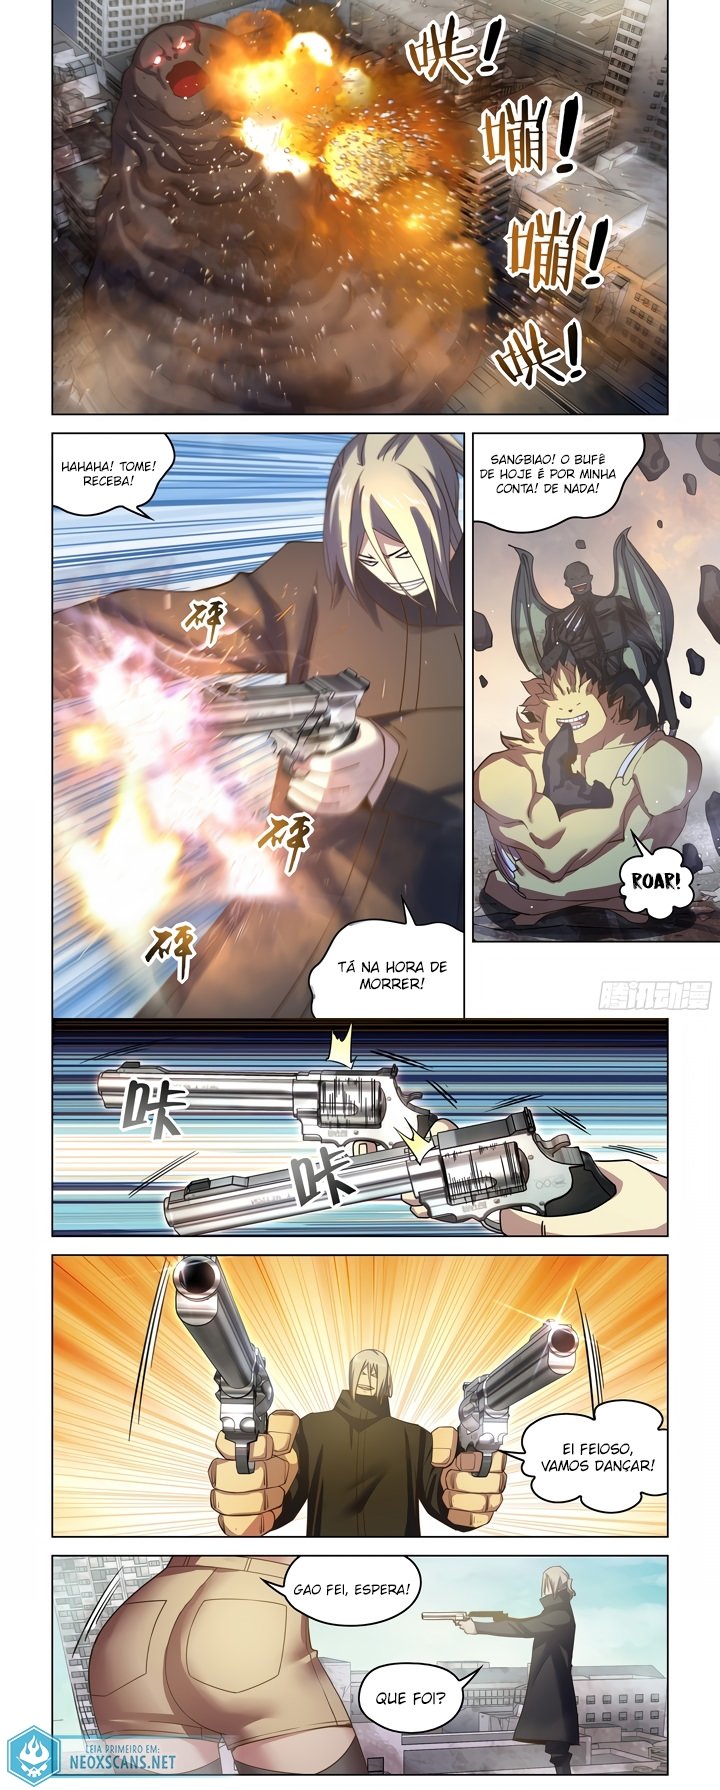 哄!
嘣!
嘣!
哄!
HAHAHA! TOME!
RECEBA!
SANGBIAO! O BUFÊ
DE HOJE É POR MINHA
CONTA! DE NADA!
砰
砰
砰
ROAR!
TÁ NA HORA DE
MORRER!
腾讯动漫
咔
咔
EI FEIOSO,
VAMOS DANÇAR!
GAO FEI, ESPERA!
QUE FOI?
LEIA PRIMEIRO EM:
NEOXSCANS.NET